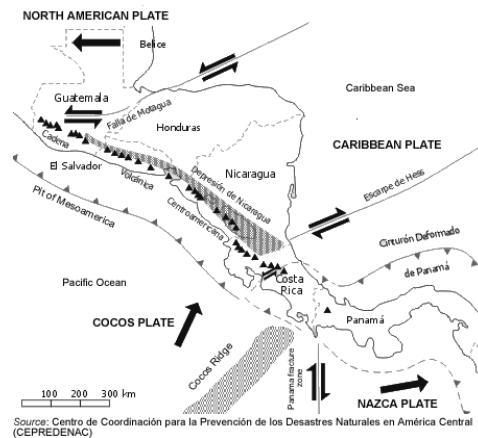 NORTH AMERICAN PLATE
Belice
Caribbean Sea
Guatemala
Falla de Motagua
Honduras
CARIBBEAN PLATE
Cadena
El Salvador
Volcánica
Nicaragua
Depresión de Nicaragua
Escarpe de Hess
Pit of Mesoamerica
Centroamericana
Cinturón Deformado
de Panamá
Pacific Ocean
Costa
Rica
COCOS PLATE
Panamá
Cocos Ridge
Panama fracture
zone
NAZCA PLATE
100 200 300 km
Source: Centro de Coordinación para la Prevención de los Desastres Naturales en América Central
(CEPREDENAC)